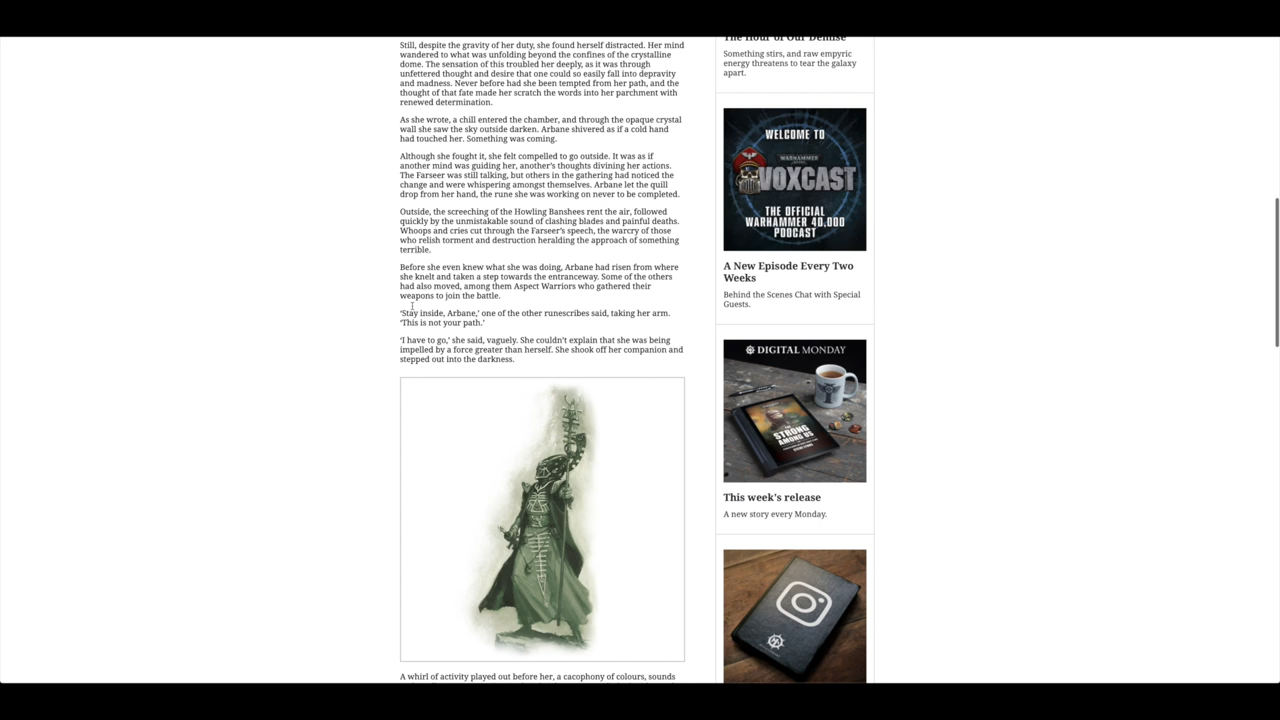 Still, despite the gravity of her duty, she found herself distracted. Her mind
wandered to what was unfolding beyond the confines of the crystalline
dome. The sensation of this troubled her deeply, as it was through
unfettered thought and desire that one could so easily fall into depravity
and madness. Never before had she been tempted from her path, and the
thought of that fate made her scratch the words into her parchment with
renewed determination.
As she wrote, a chill entered the chamber, and through the opaque crystal
wall she saw the sky outside darken. Arbane shivered as if a cold hand
had touched her. Something was coming.
Although she fought it, she felt compelled to go outside. It was as if
another mind was guiding her, another’s thoughts divining her actions.
The Farseer was still talking, but others in the gathering had noticed the
change and were whispering amongst themselves. Arbane let the quill
drop from her hand, the rune she was working on never to be completed.
Outside, the screeching of the Howling Banshees rent the air, followed
quickly by the unmistakable sound of clashing blades and painful deaths.
Whoops and cries cut through the Farseer’s speech, the warcry of those
who relish torment and destruction heralding the approach of something
terrible.
Before she even knew what she was doing, Arbane had risen from where
she knelt and taken a step towards the entranceway. Some of the others
had also moved, among them Aspect Warriors who gathered their
weapons to join the battle.
‘Stay inside, Arbane,’ one of the other runescribes said, taking her arm.
‘This is not your path.’
‘I have to go,’ she said, vaguely. She couldn’t explain that she was being
impelled by a force greater than herself. She shook off her companion and
stepped out into the darkness.
A whirl of activity played out before her, a cacophony of colours, sounds
The Hour of Our Demise
Something stirs, and raw empyric
energy threatens to tear the galaxy
apart.
WELCOME TO
WARHAMMER
VOXCAST
THE OFFICIAL
WARHAMMER 40,000
PODCAST
A New Episode Every Two
Weeks
Behind the Scenes Chat with Special
Guests.
DIGITAL MONDAY
THE
STRONG
AMONG US
This week’s release
A new story every Monday.